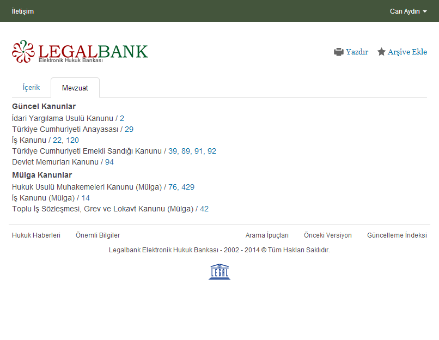 İletişim
Can Aydın
LEGALBANK
Elektronik Hukuk Bankası
Yazdır
Arşive Ekle
İçerik
Mevzuat
Güncel Kanunlar
İdari Yargılama Usulü Kanunu / 2
Türkiye Cumhuriyeti Anayasası / 29
İş Kanunu / 22, 120
Türkiye Cumhuriyeti Emekli Sandığı Kanunu / 39, 89, 91, 92
Devlet Memurları Kanunu / 94
Mülga Kanunlar
Hukuk Usulü Muhakemeleri Kanunu (Mülga) / 76, 429
İş Kanunu (Mülga) / 14
Toplu İş Sözleşmesi, Grev ve Lokavt Kanunu (Mülga) / 42
Hukuk Haberleri
Önemli Bilgiler
Arama İpuçları
Önceki Versiyon
Güncelleme İndeksi
Legalbank Elektronik Hukuk Bankası - 2002 - 2014 © Tüm Hakları Saklıdır.
LEGAL